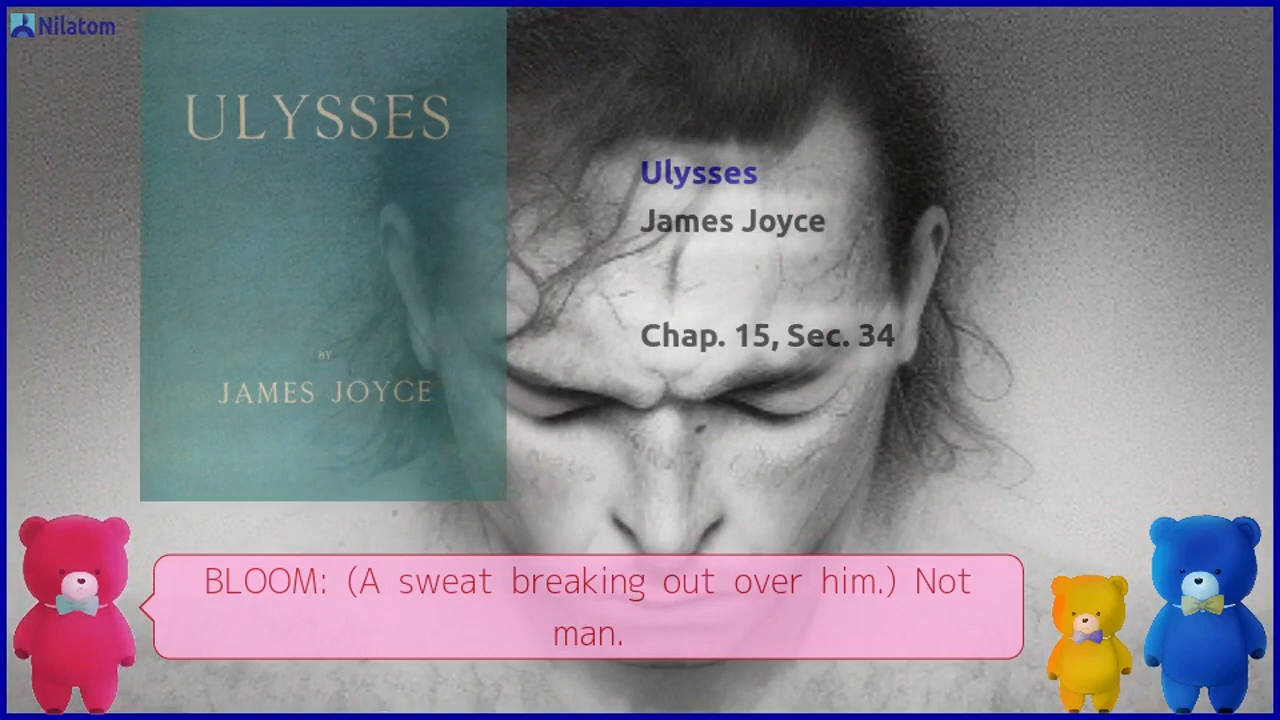 Nilatom
ULYSSES
BY
JAMES JOYCE
Ulysses
James Joyce
Chap. 15, Sec. 34
BLOOM: (A sweat breaking out over him.) Not
man.